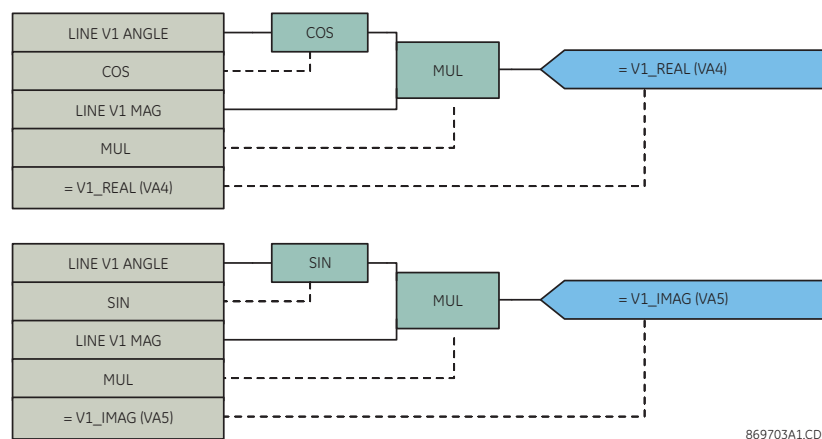 LINE V1 ANGLE
COS
COS
MUL
= V1_REAL (VA4)
LINE V1 MAG
MUL
= V1_REAL (VA4)
LINE V1 ANGLE
SIN
SIN
MUL
= V1_IMAG (VA5)
LINE V1 MAG
MUL
= V1_IMAG (VA5)
869703A1.CD